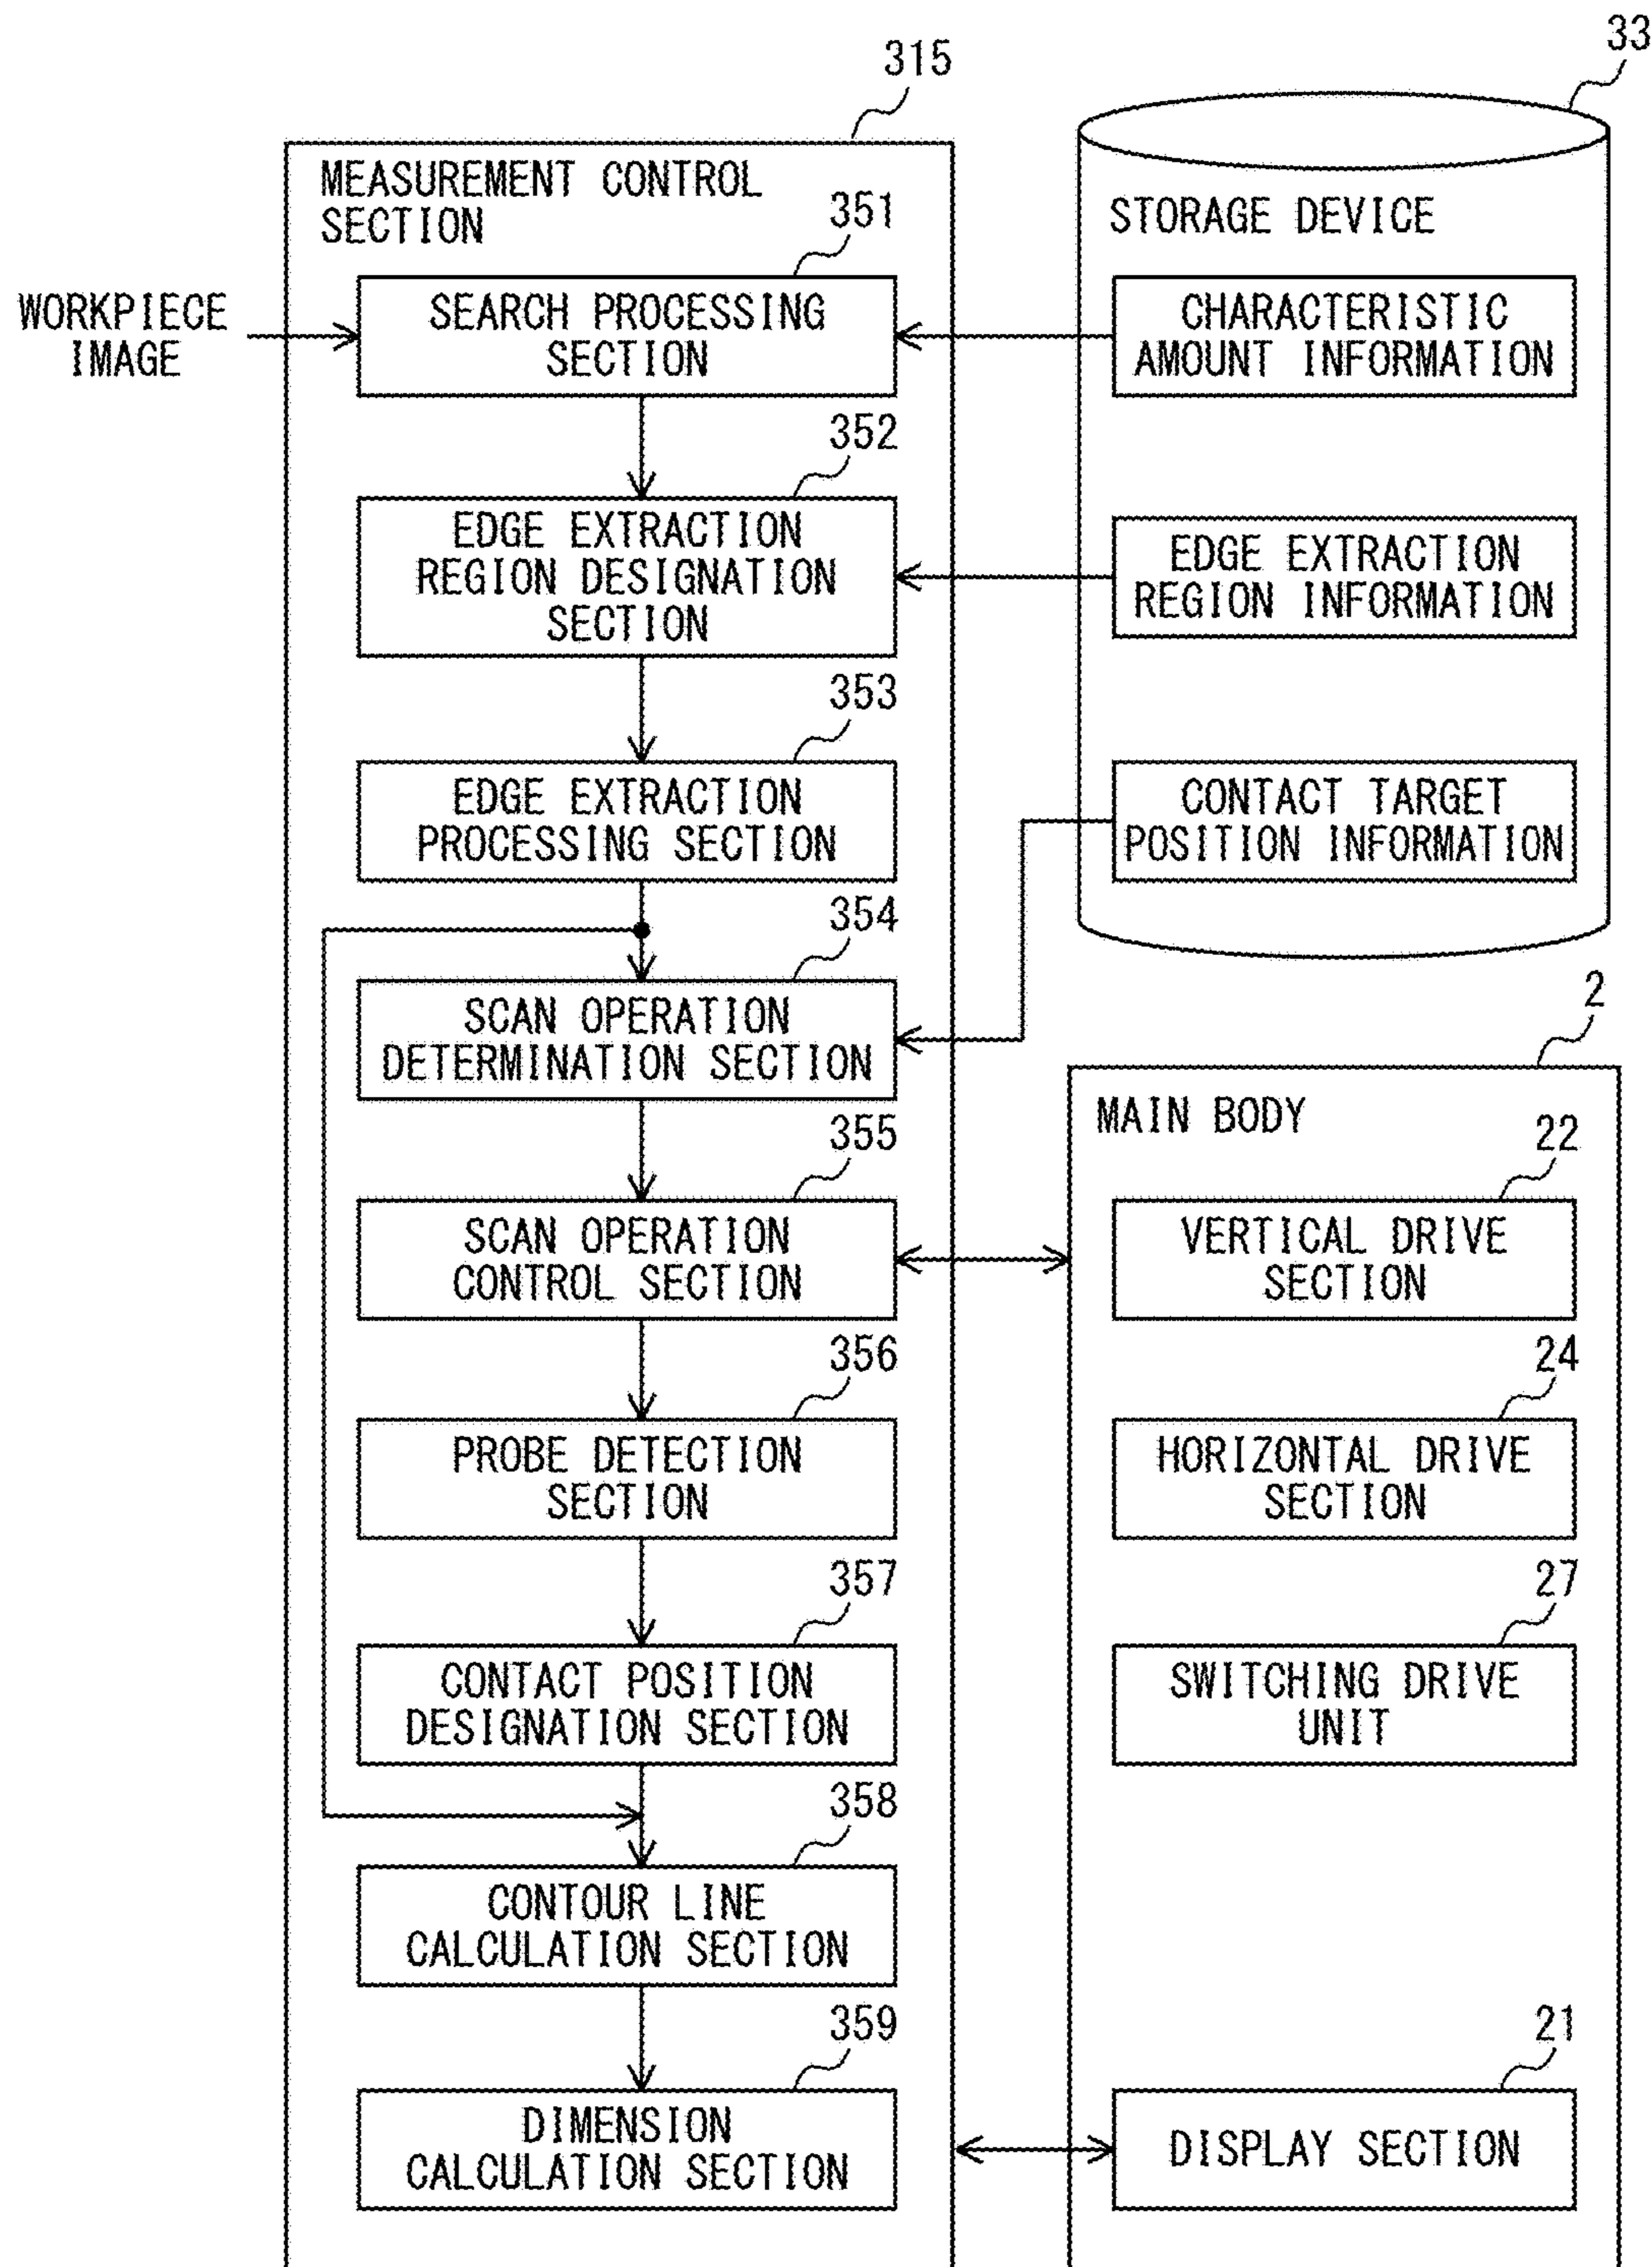 315
MEASUREMENT CONTROL
SECTION
WORKPIECE
IMAGE
351
SEARCH PROCESSING
SECTION
352
EDGE EXTRACTION
REGION DESIGNATION
SECTION
353
EDGE EXTRACTION
PROCESSING SECTION
354
SCAN OPERATION
DETERMINATION SECTION
355
SCAN OPERATION
CONTROL SECTION
356
PROBE DETECTION
SECTION
357
CONTACT POSITION
DESIGNATION SECTION
358
CONTOUR LINE
CALCULATION SECTION
359
DIMENSION
CALCULATION SECTION
33
STORAGE DEVICE
CHARACTERISTIC
AMOUNT INFORMATION
EDGE EXTRACTION
REGION INFORMATION
CONTACT TARGET
POSITION INFORMATION
2
MAIN BODY
22
VERTICAL DRIVE
SECTION
24
HORIZONTAL DRIVE
SECTION
27
SWITCHING DRIVE
UNIT
21
DISPLAY SECTION